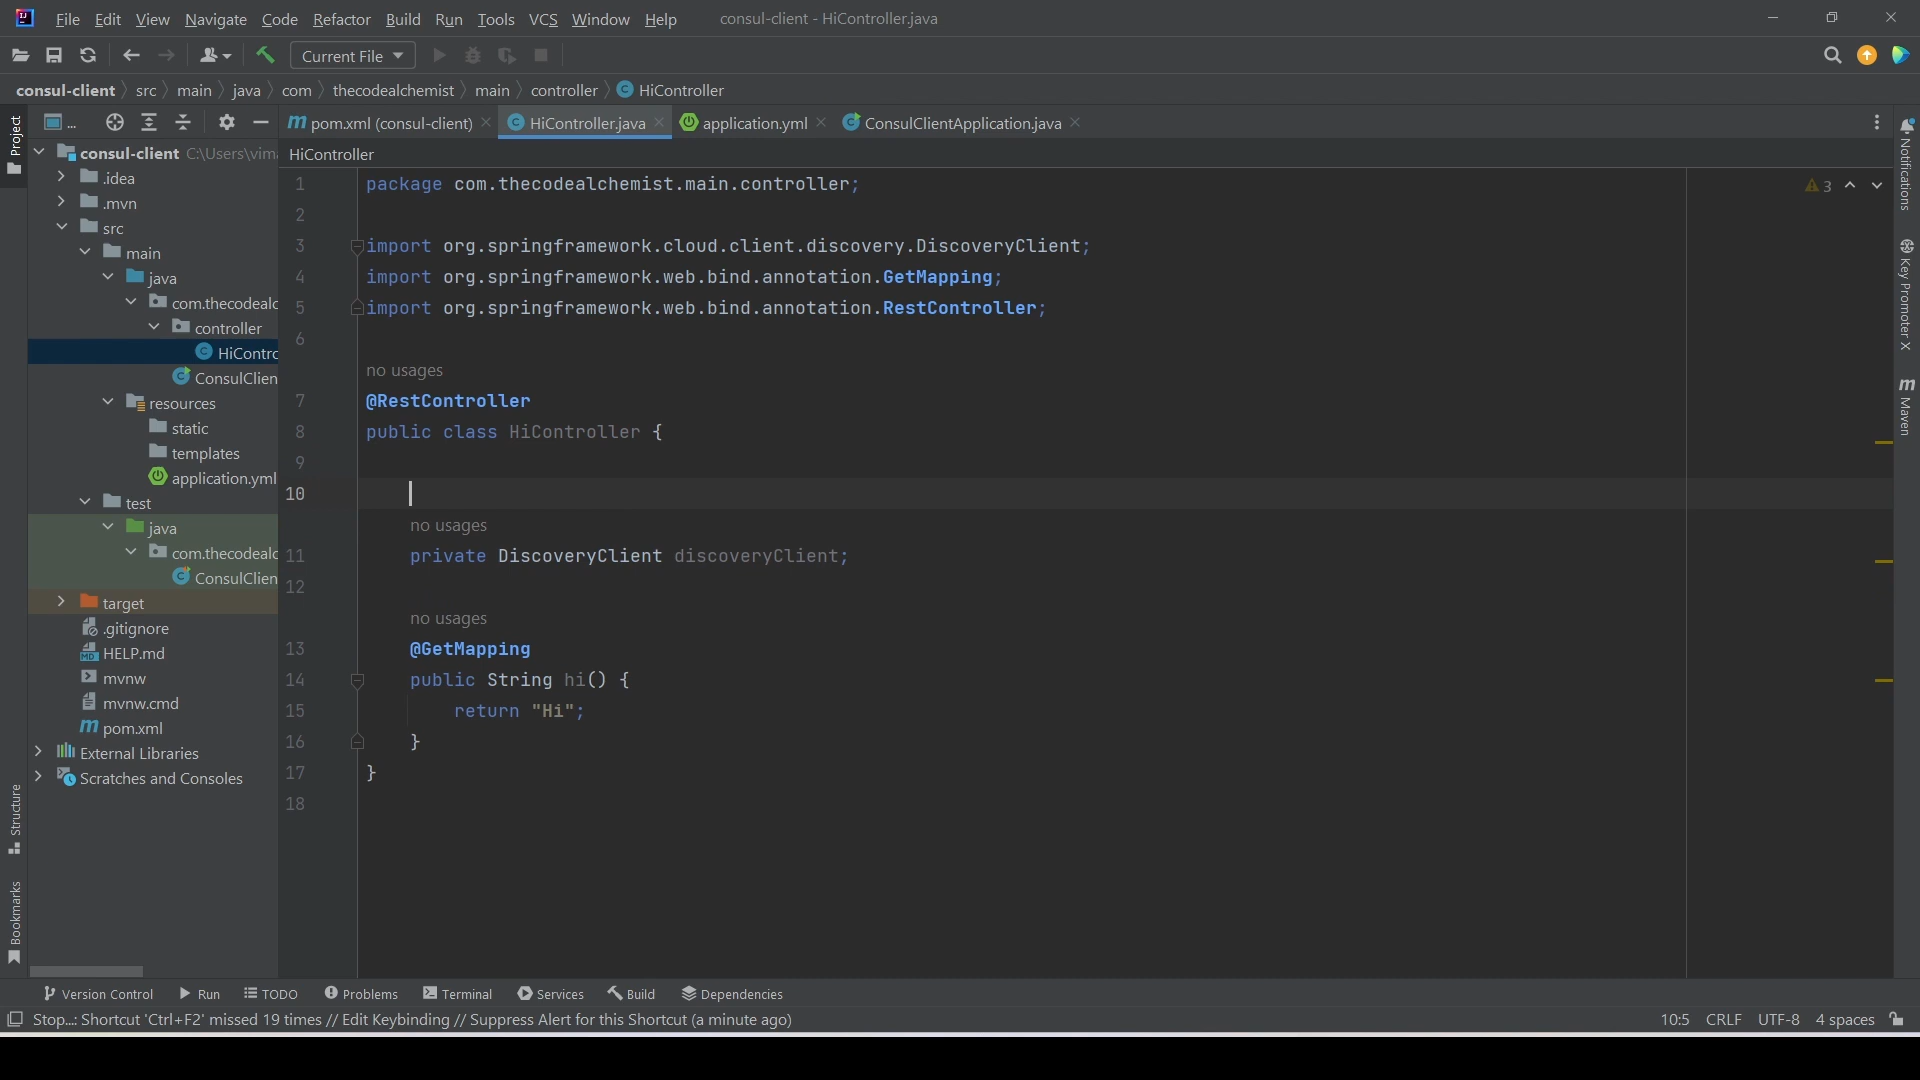 File Edit View Navigate Code Refactor Build Run Tools VCS Window Help consul-client - HiController.java
Current File
consul-client src main java com thecodealchemist main controller HiController
Project
...
pom.xml (consul-client) HiController.java application.yml ConsulClientApplication.java
consul-client C:\Users\vim
.idea
.mvn
src
main
java
com.thecodealc
controller
HiContro
ConsulClien
resources
static
templates
application.yml
test
java
com.thecodealc
ConsulClien
target
.gitignore
HELP.md
mvnw
mvnw.cmd
pom.xml
External Libraries
Scratches and Consoles
Structure
Bookmarks
HiController
1 package com.thecodealchemist.main.controller;
2
3 import org.springframework.cloud.client.discovery.DiscoveryClient;
4 import org.springframework.web.bind.annotation.GetMapping;
5 import org.springframework.web.bind.annotation.RestController;
6
no usages
7 @RestController
8 public class HiController {
9
10
no usages
11 private DiscoveryClient discoveryClient;
12
no usages
13 @GetMapping
14 public String hi() {
15 return "Hi";
16 }
17 }
18
3
Notifications
Key Promoter X
Maven
Version Control Run TODO Problems Terminal Services Build Dependencies
Stop...: Shortcut 'Ctrl+F2' missed 19 times // Edit Keybinding // Suppress Alert for this Shortcut (a minute ago) 10:5 CRLF UTF-8 4 spaces